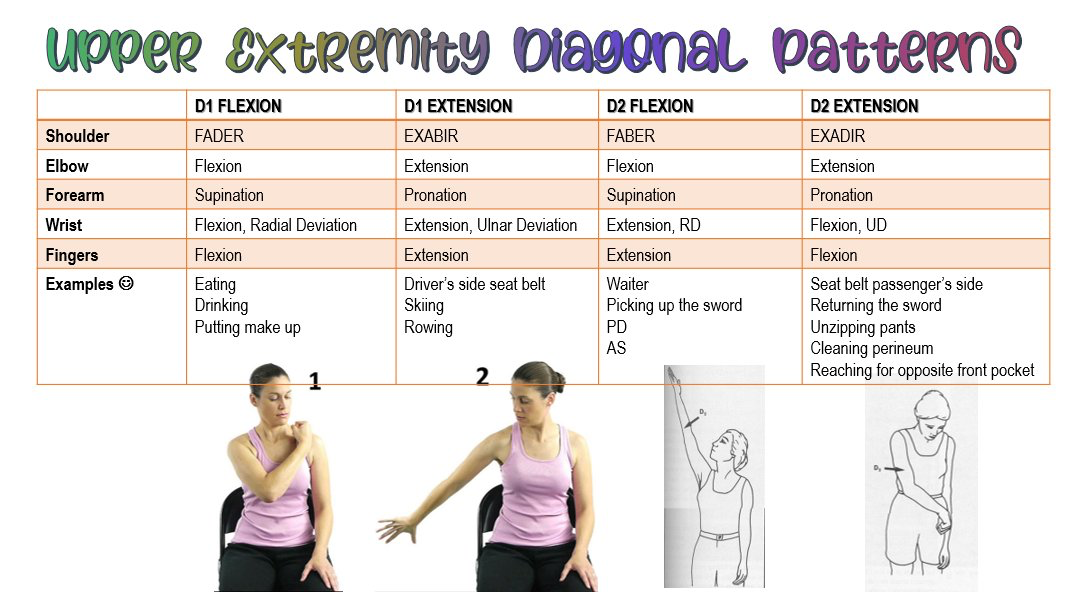 Upper Extremity Diagonal Patterns
D1 FLEXION D1 EXTENSION D2 FLEXION D2 EXTENSION
Shoulder FADER EXABIR FABER EXADIR
Elbow Flexion Extension Flexion Extension
Forearm Supination Pronation Supination Pronation
Wrist Flexion, Radial Deviation Extension, Ulnar Deviation Extension, RD Flexion, UD
Fingers Flexion Extension Extension Flexion
Examples ☺ Eating Driver's side seat belt Waiter Seat belt passenger's side
Drinking Skiing Picking up the sword Returning the sword
Putting make up Rowing PD Unzipping pants
AS Cleaning perineum
Reaching for opposite front pocket
1 2